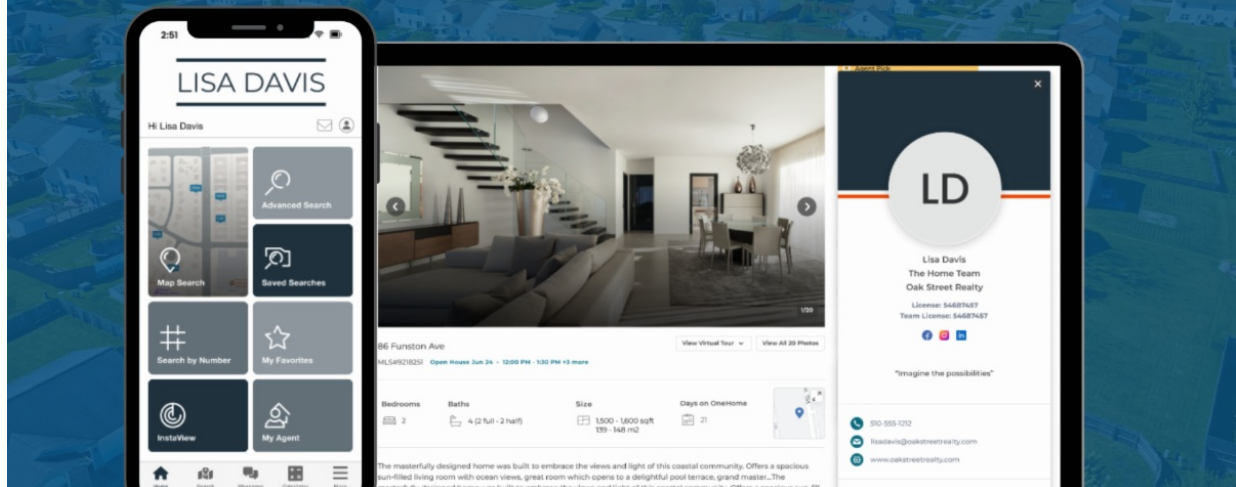 2:51
LISA DAVIS
Hi Lisa Davis
Advanced Search
Map Search
Saved Searches
Search by Number
My Favorites
InstaView
My Agent
Agent Pick
1/20
86 Funston Ave
View Virtual Tour
View All 20 Photos
MLS#9218251 Open House Jun 24 • 12:00 PM - 1:30 PM +3 more
Bedrooms
Baths
Size
Days on OneHome
2
4 (2 full - 2 half)
1,500 - 1,600 sqft
139 - 148 m2
21
The masterfully designed home was built to embrace the views and light of this coastal community. Offers a spacious
sun-filled living room with ocean views, great room which opens to a delightful pool terrace, grand master...The
LD
Lisa Davis
The Home Team
Oak Street Realty
License: 54687457
Team License: 54687457
"Imagine the possibilities"
510-555-1212
lisadavis@oakstreetrealty.com
www.oakstreetrealty.com